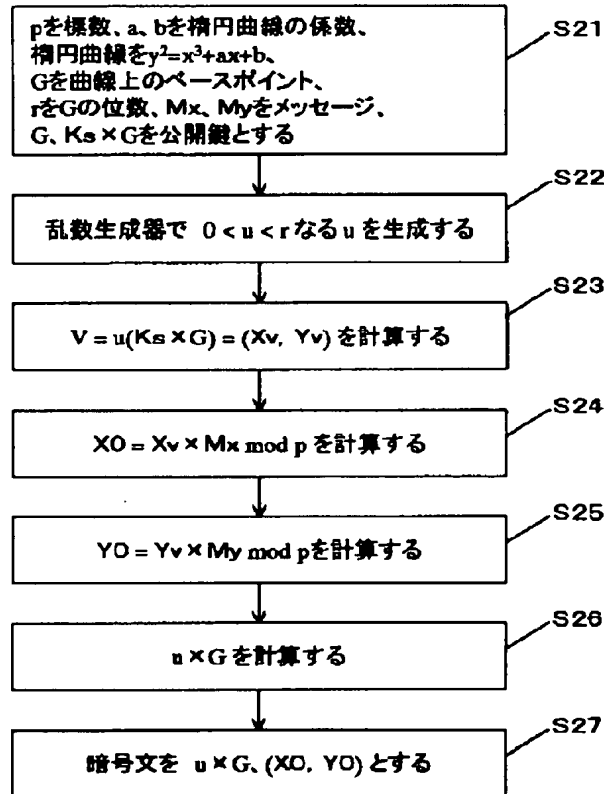 pを標数、a、bを楕円曲線の係数、
楕円曲線をy²=x³+ax+b、
Gを曲線上のベースポイント、
rをGの位数、Mx、Myをメッセージ、
G、Ks×Gを公開鍵とする
S21
乱数生成器で 0<u<rなるuを生成する
S22
V=u(Ks×G)=(Xv, Yv)を計算する
S23
X0=Xv×Mx mod pを計算する
S24
Y0=Yv×My mod pを計算する
S25
u×Gを計算する
S26
暗号文を u×G、(X0, Y0)とする
S27